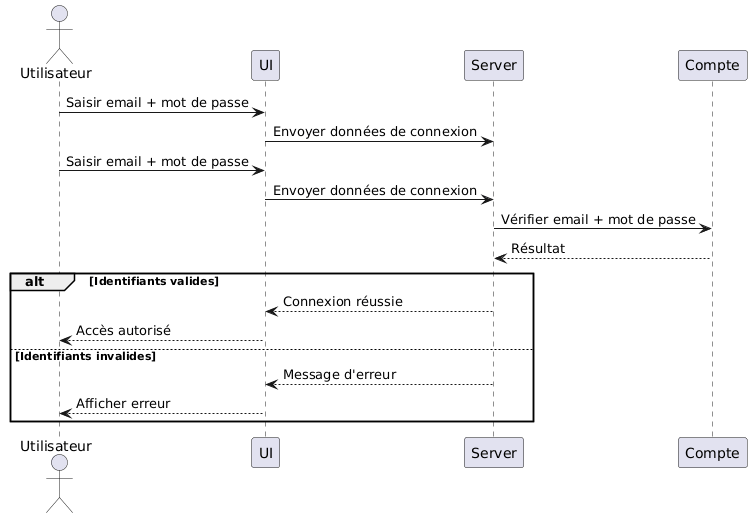 Utilisateur
UI
Server
Compte
Saisir email + mot de passe
Envoyer données de connexion
Saisir email + mot de passe
Envoyer données de connexion
Vérifier email + mot de passe
Résultat
alt [Identifiants valides]
Connexion réussie
Accès autorisé
[Identifiants invalides]
Message d'erreur
Afficher erreur
Utilisateur
UI
Server
Compte